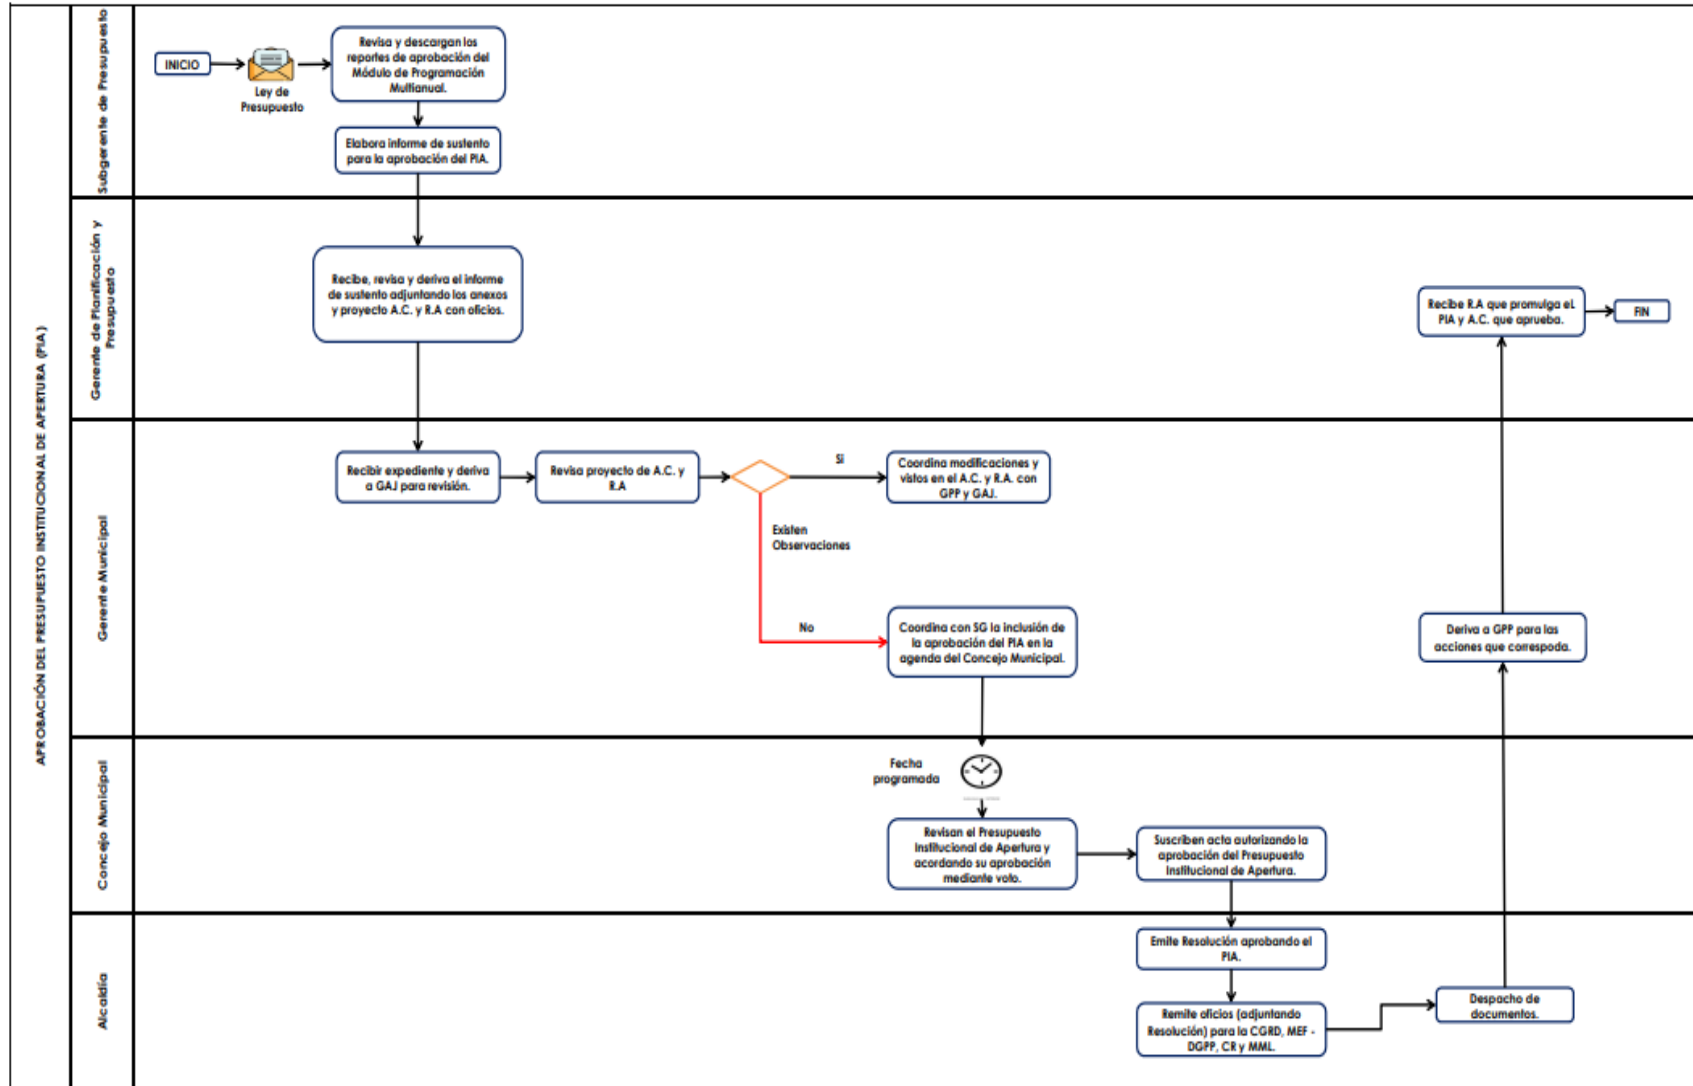 APROBACIÓN DEL PRESUPUESTO INSTITUCIONAL DE APERTURA (PIA)
Subgerente de Presupuesto
INICIO
Ley de
Presupuesto
Revisa y descargan los
reportes de aprobación del
Módulo de Programación
Multianual.
Elabora informe de sustento
para la aprobación del PIA.
Gerente de Planificación y
Presupuesto
Recibe, revisa y deriva el informe
de sustento adjuntando los anexos
y proyecto A.C. y R.A con oficios.
Recibe R.A que promulga el.
PIA y A.C. que aprueba.
FIN
Gerente Municipal
Recibir expediente y deriva
a GAJ para revisión.
Revisa proyecto de A.C. y
R.A
Si
Coordina modificaciones y
vistos en el A.C. y R.A. con
GPP y GAJ.
Existen
Observaciones
No
Coordina con SG la inclusión de
la aprobación del PIA en la
agenda del Concejo Municipal.
Deriva a GPP para las
acciones que correspoda.
Concejo Municipal
Fecha
programada
Revisan el Presupuesto
Institucional de Apertura y
acordando su aprobación
mediante voto.
Suscriben acta autorizando la
aprobación del Presupuesto
Institucional de Apertura.
Alcaldía
Emite Resolución aprobando el
PIA.
Remite oficios (adjuntando
Resolución) para la CGRD, MEF -
DGPP, CR y MML.
Despacho de
documentos.